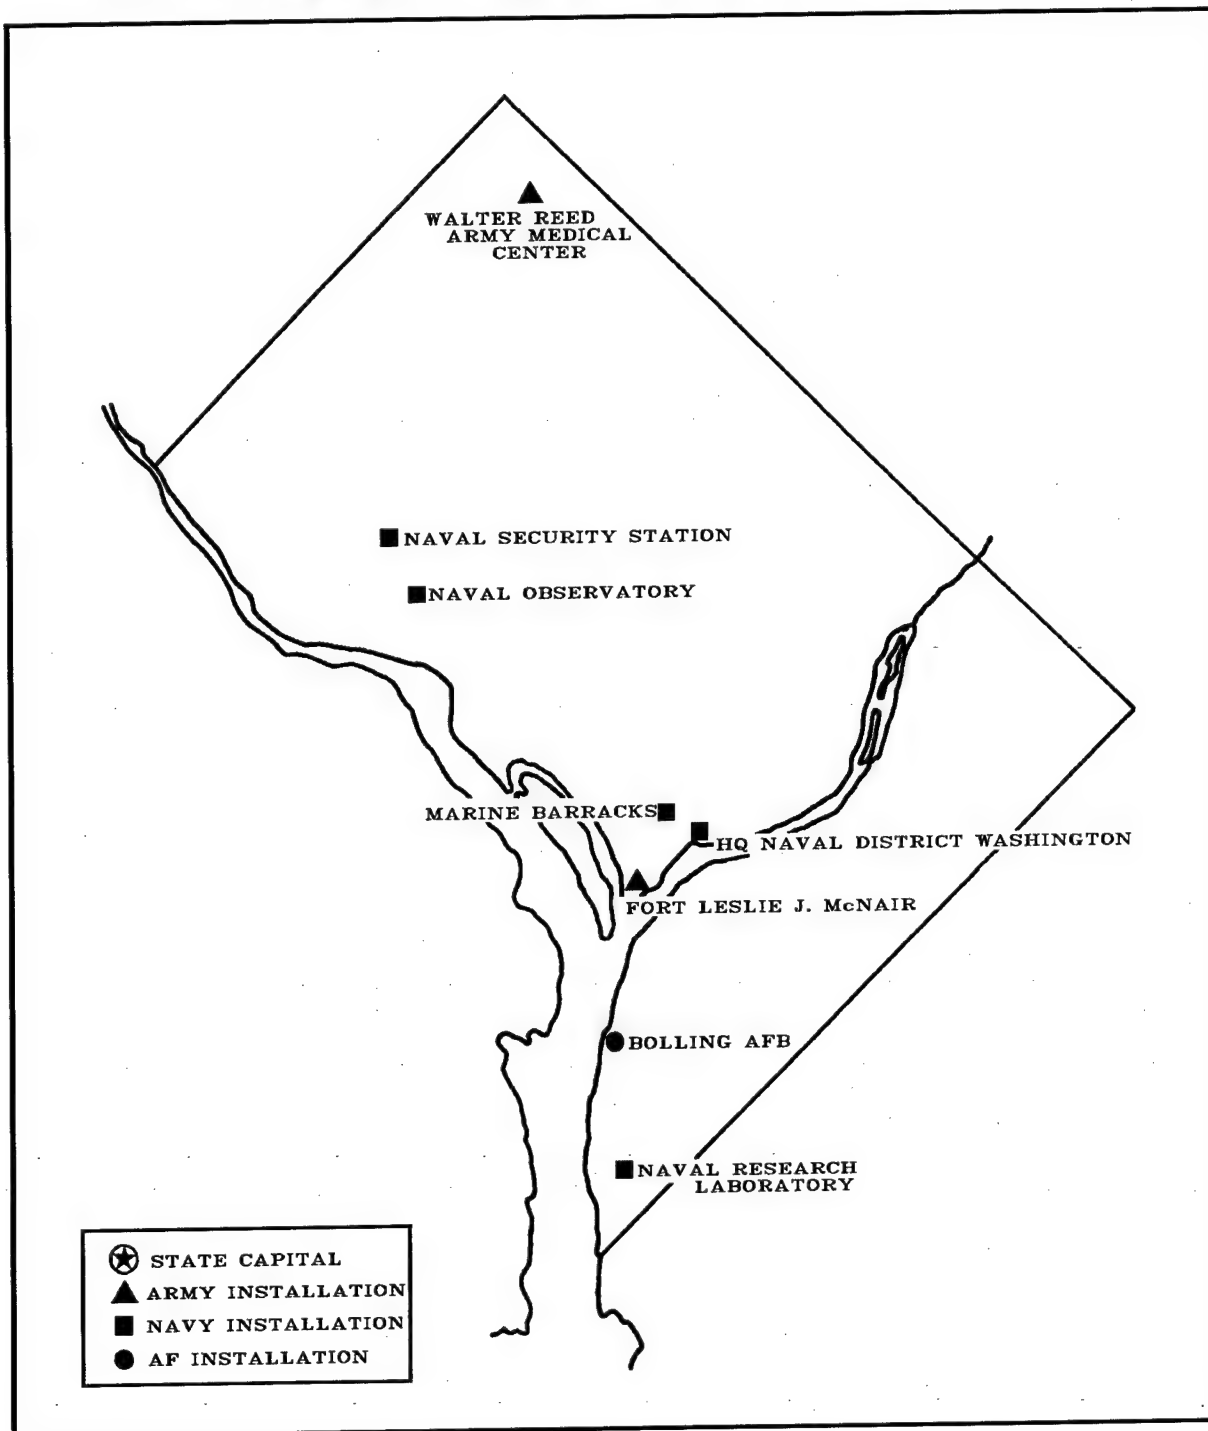 WALTER REED
ARMY MEDICAL
CENTER
NAVAL SECURITY STATION
NAVAL OBSERVATORY
MARINE BARRACKS
HQ NAVAL DISTRICT WASHINGTON
FORT LESLIE J. McNAIR
BOLLING AFB
NAVAL RESEARCH
LABORATORY
STATE CAPITAL
ARMY INSTALLATION
NAVY INSTALLATION
AF INSTALLATION